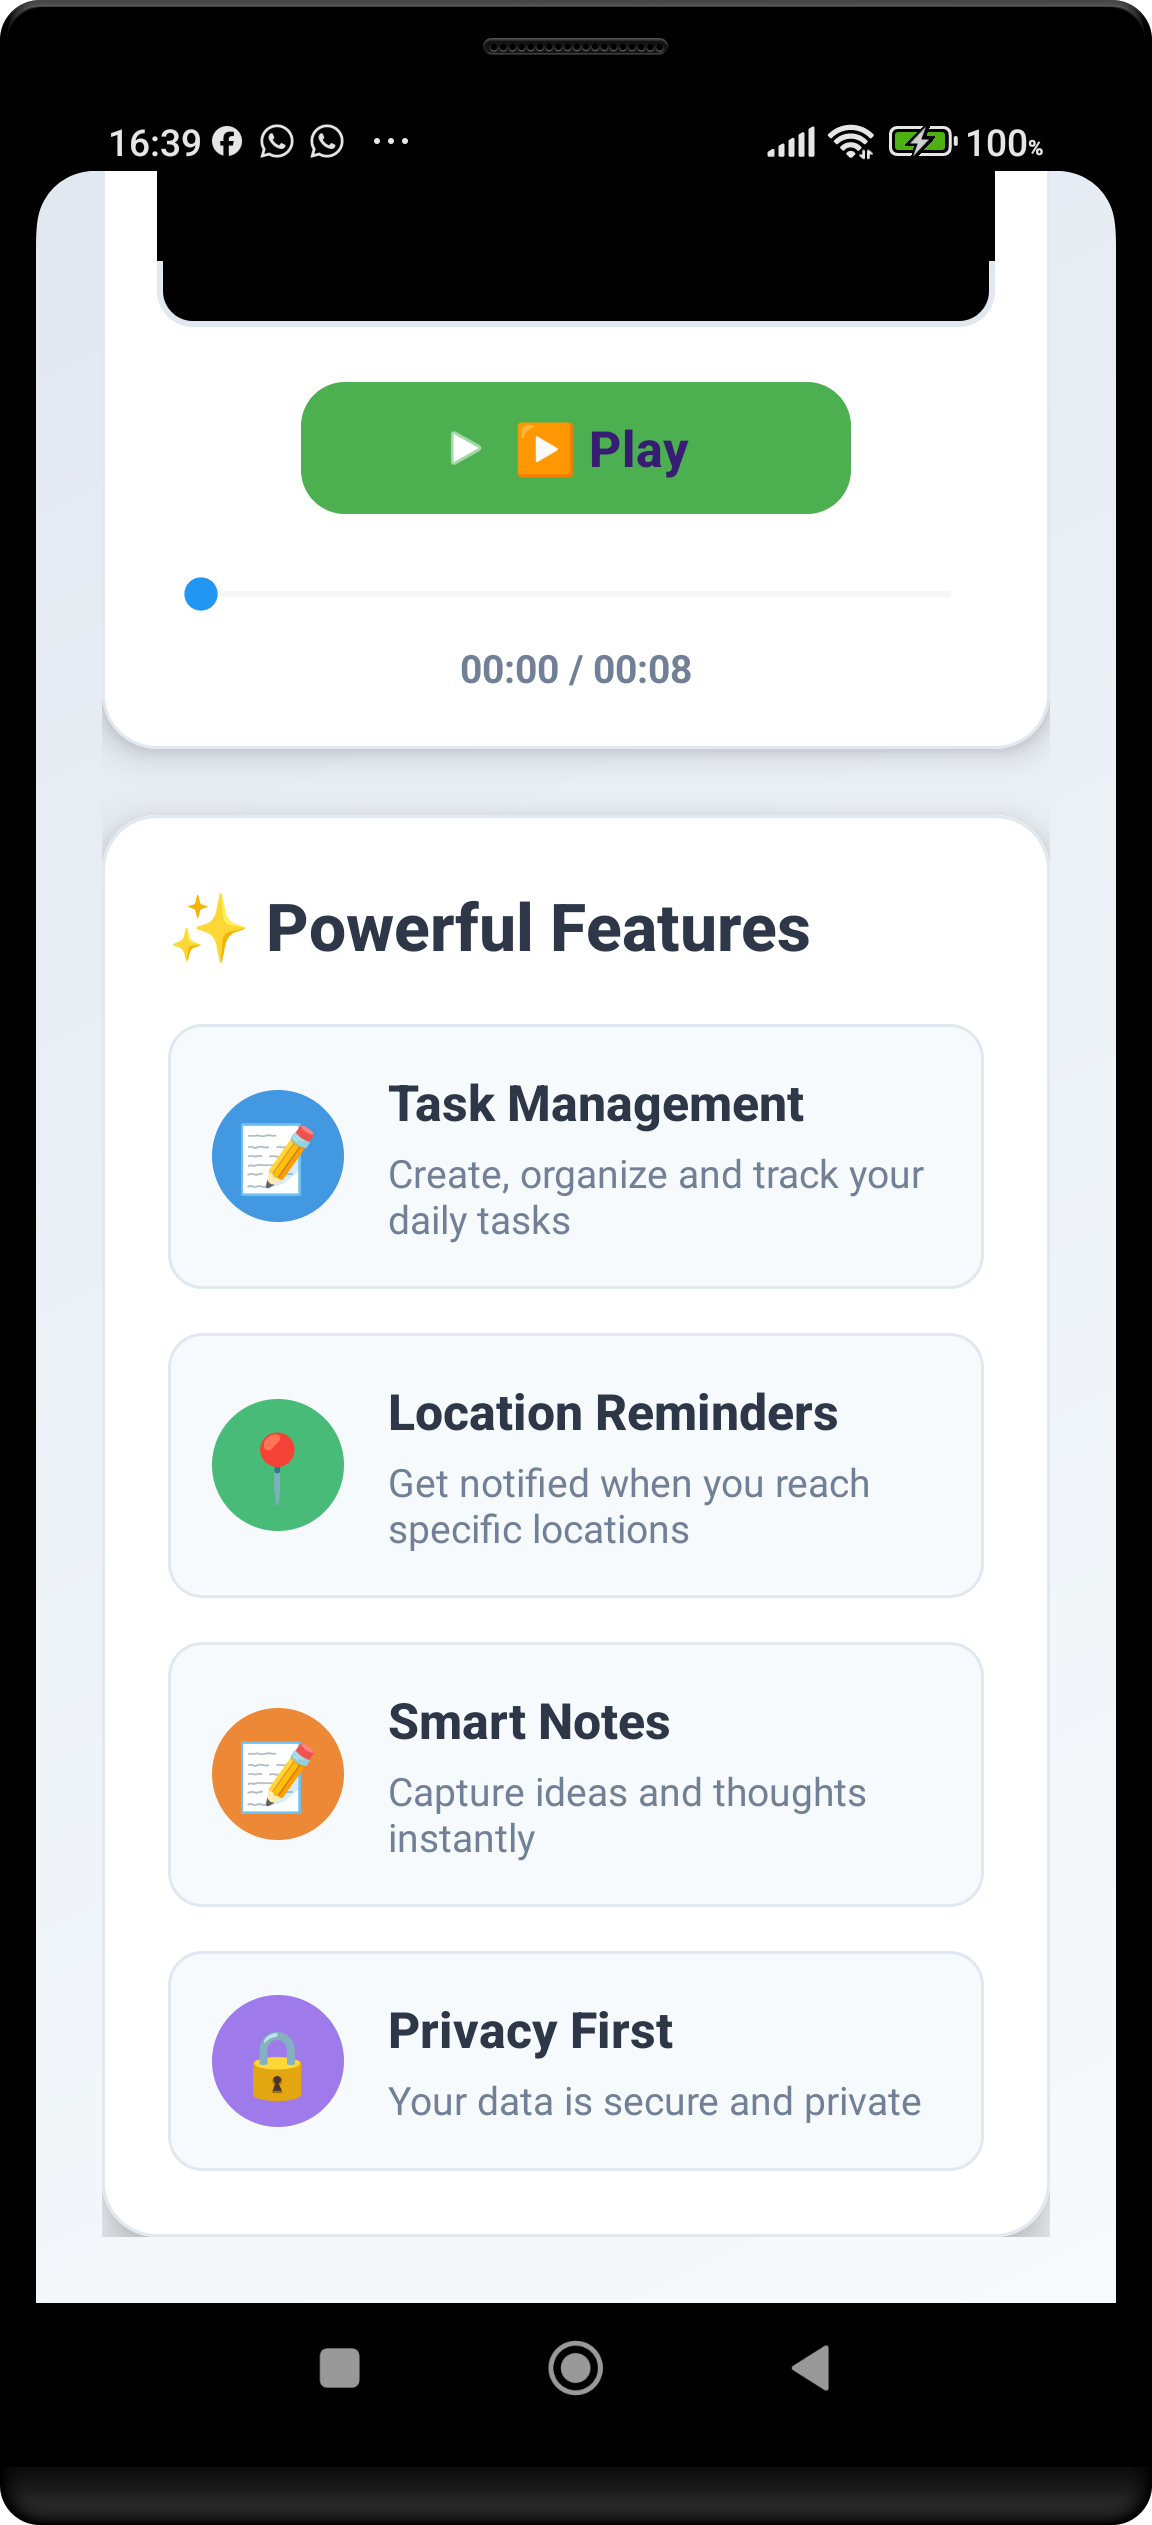 16:39 100%
Play
00:00 / 00:08
Powerful Features
Task Management
Create, organize and track your
daily tasks
Location Reminders
Get notified when you reach
specific locations
Smart Notes
Capture ideas and thoughts
instantly
Privacy First
Your data is secure and private